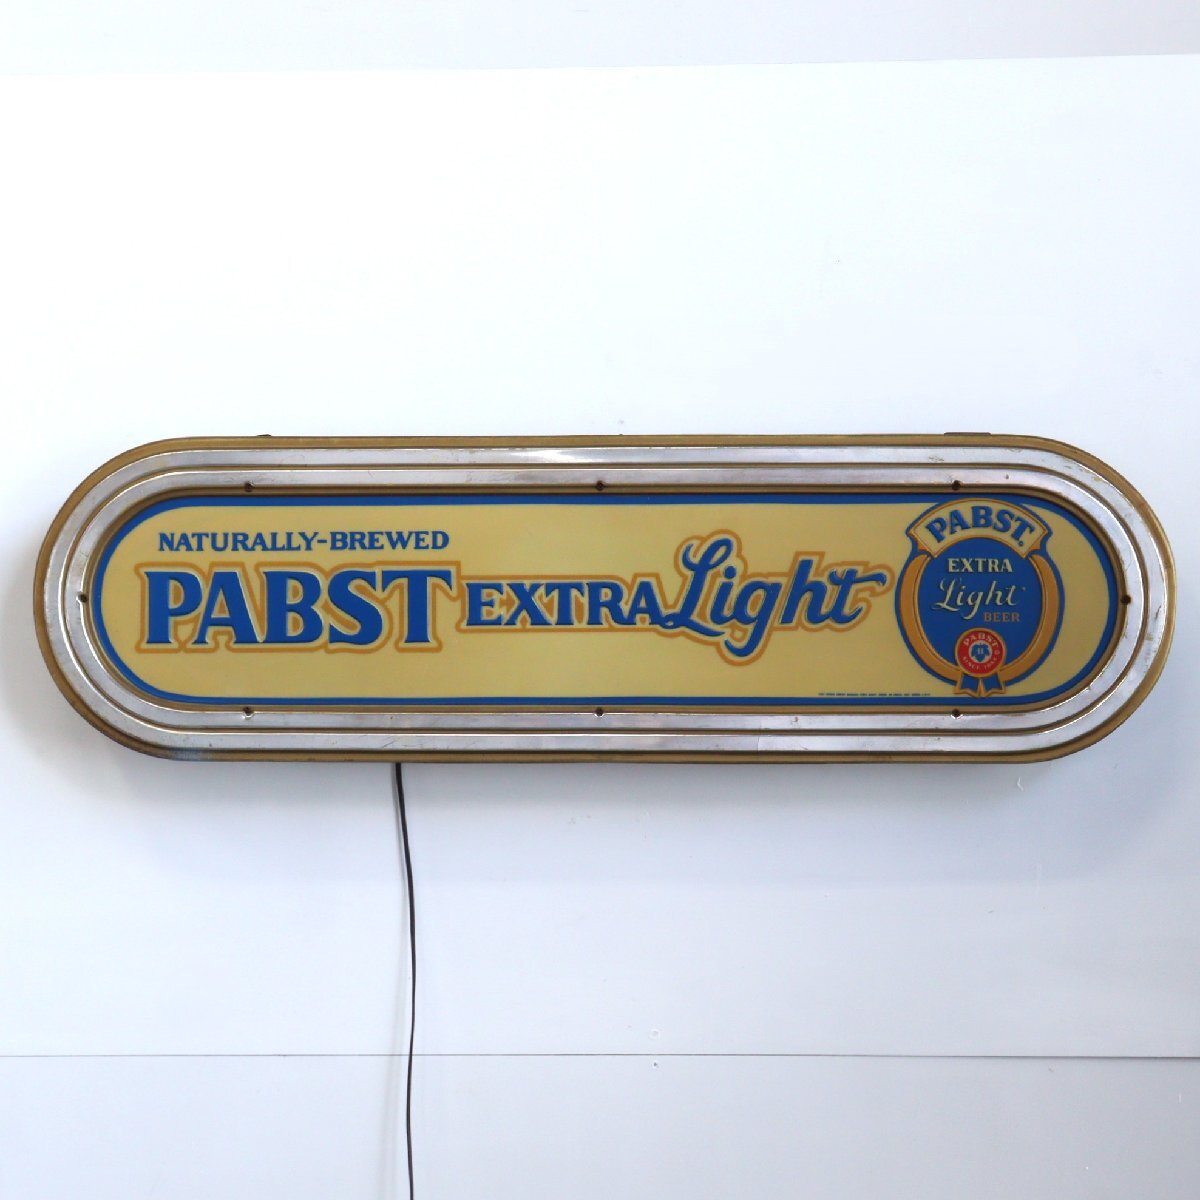 NATURALLY-BREWED
PABST EXTRA Light
PABST.
EXTRA
Light
BEER
PABST